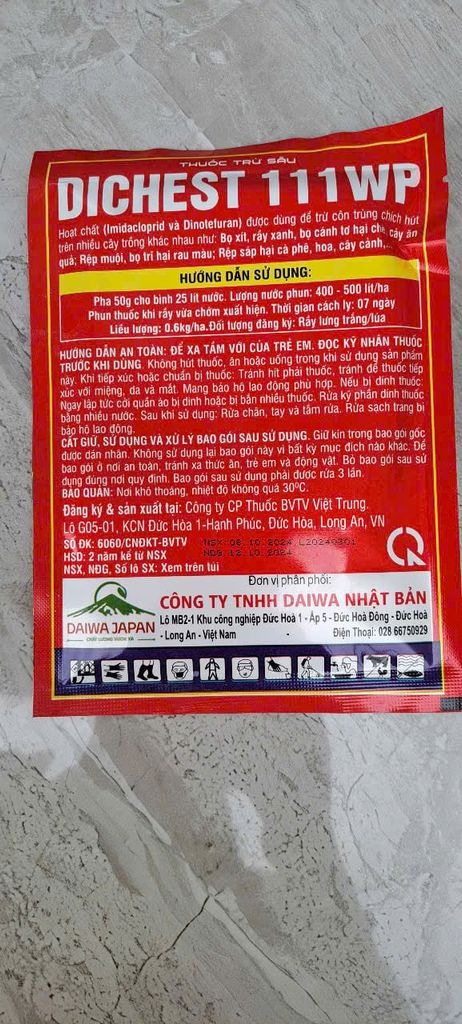 THUỐC TRỪ SÂU
DICHEST 111WP
Hoạt chất (Imidacloprid và Dinotefuran) được dùng để trừ côn trùng chích hút
trên nhiều cây trồng khác nhau như: Bọ xít, rầy xanh, bọ cánh tơ hại chè, cây ăn
quả; Rệp muội, bọ trĩ hại rau màu; Rệp sáp hại cà phê, hoa, cây cảnh,...
HƯỚNG DẪN SỬ DỤNG:
Pha 50g cho bình 25 lít nước. Lượng nước phun: 400 - 500 lít/ha
Phun thuốc khi rầy vừa chớm xuất hiện. Thời gian cách ly: 07 ngày
Liều lượng: 0.6kg/ha. Đối tượng đăng ký: Rầy lưng trắng/lúa
HƯỚNG DẪN AN TOÀN: ĐỂ XA TẦM VỚI CỦA TRẺ EM. ĐỌC KỸ NHÃN THUỐC
TRƯỚC KHI DÙNG. Không hút thuốc, ăn hoặc uống trong khi sử dụng sản phẩm
này. Khi tiếp xúc hoặc chuẩn bị thuốc: Tránh hít phải thuốc, tránh để thuốc tiếp
xúc với miệng, da và mắt. Mang bảo hộ lao động phù hợp. Nếu bị dính thuốc:
Ngay lập tức cởi quần áo bị dính hoặc bị bẩn nhiều thuốc. Rửa kỹ phần dính thuốc
bằng nhiều nước. Sau khi sử dụng: Rửa chân, tay và tắm rửa. Rửa sạch trang bị
bảo hộ lao động.
CẤT GIỮ, SỬ DỤNG VÀ XỬ LÝ BAO GÓI SAU SỬ DỤNG. Giữ kín trong bao gói gốc
được dán nhãn. Không sử dụng lại bao gói này vì bất kỳ mục đích nào khác. Để
bao gói ở nơi an toàn, tránh xa thức ăn, trẻ em và động vật. Bỏ bao gói sau sử
dụng đúng nơi quy định. Bao gói sau sử dụng phải được rửa 3 lần.
BẢO QUẢN: Nơi khô thoáng, nhiệt độ không quá 30⁰C.
Đăng ký & sản xuất tại: Công ty CP Thuốc BVTV Việt Trung.
Lô G05-01, KCN Đức Hòa 1-Hạnh Phúc, Đức Hòa, Long An, VN
Số ĐK: 6060/CNĐKT-BVTV NSX 08.10.2024 L20240801
HSD: 2 năm kể từ NSX NDG 12.10.2024
NSX, NĐG, Số lô SX: Xem trên túi
Đơn vị phân phối:
CÔNG TY TNHH DAIWA NHẬT BẢN
DAIWA JAPAN
CHẤT LƯỢNG VƯƠN XA
Lô MB2-1 Khu công nghiệp Đức Hoà 1 - Ấp 5 - Đức Hoà Đông - Đức Hoà
- Long An - Việt Nam - Điện Thoại: 028 66750929